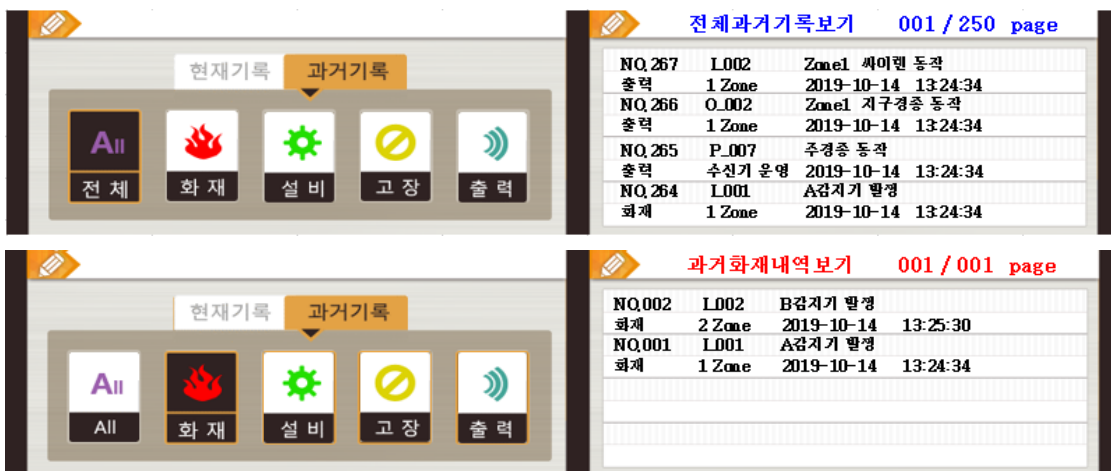 전체과거기록보기 001 / 250 page
현재기록 과거기록
All
전 체 화 재 설 비 고 장 출 력
NO,267 I.002 Zone1 싸이렌 동작
출력 1 Zone 2019-10-14 13:24:34
NO,266 O_002 Zone1 지구경종 동작
출력 1 Zone 2019-10-14 13:24:34
NO,265 P_007 주경종 동작
출력 수신기 운영 2019-10-14 13:24:34
NO,264 I.001 A감지기 발생
화재 1 Zone 2019-10-14 13:24:34
과거화재내역보기 001 / 001 page
현재기록 과거기록
All
All 화 재 설 비 고 장 출 력
NO,002 I.002 B감지기 발생
화재 2 Zone 2019-10-14 13:25:30
NO,001 I.001 A감지기 발생
화재 1 Zone 2019-10-14 13:24:34